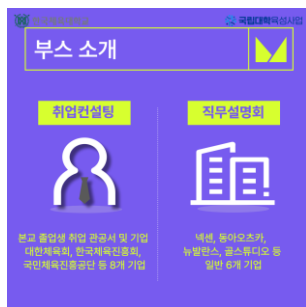 국립대학육성사업
부스 소개
취업컨설팅
본교 졸업생 취업 관공서 및 기업
대한체육회, 한국체육진흥회,
국민체육진흥공단 등 8개 기업
직무설명회
넥센, 동아오츠카,
뉴발란스, 골스튜디오 등
일반 6개 기업